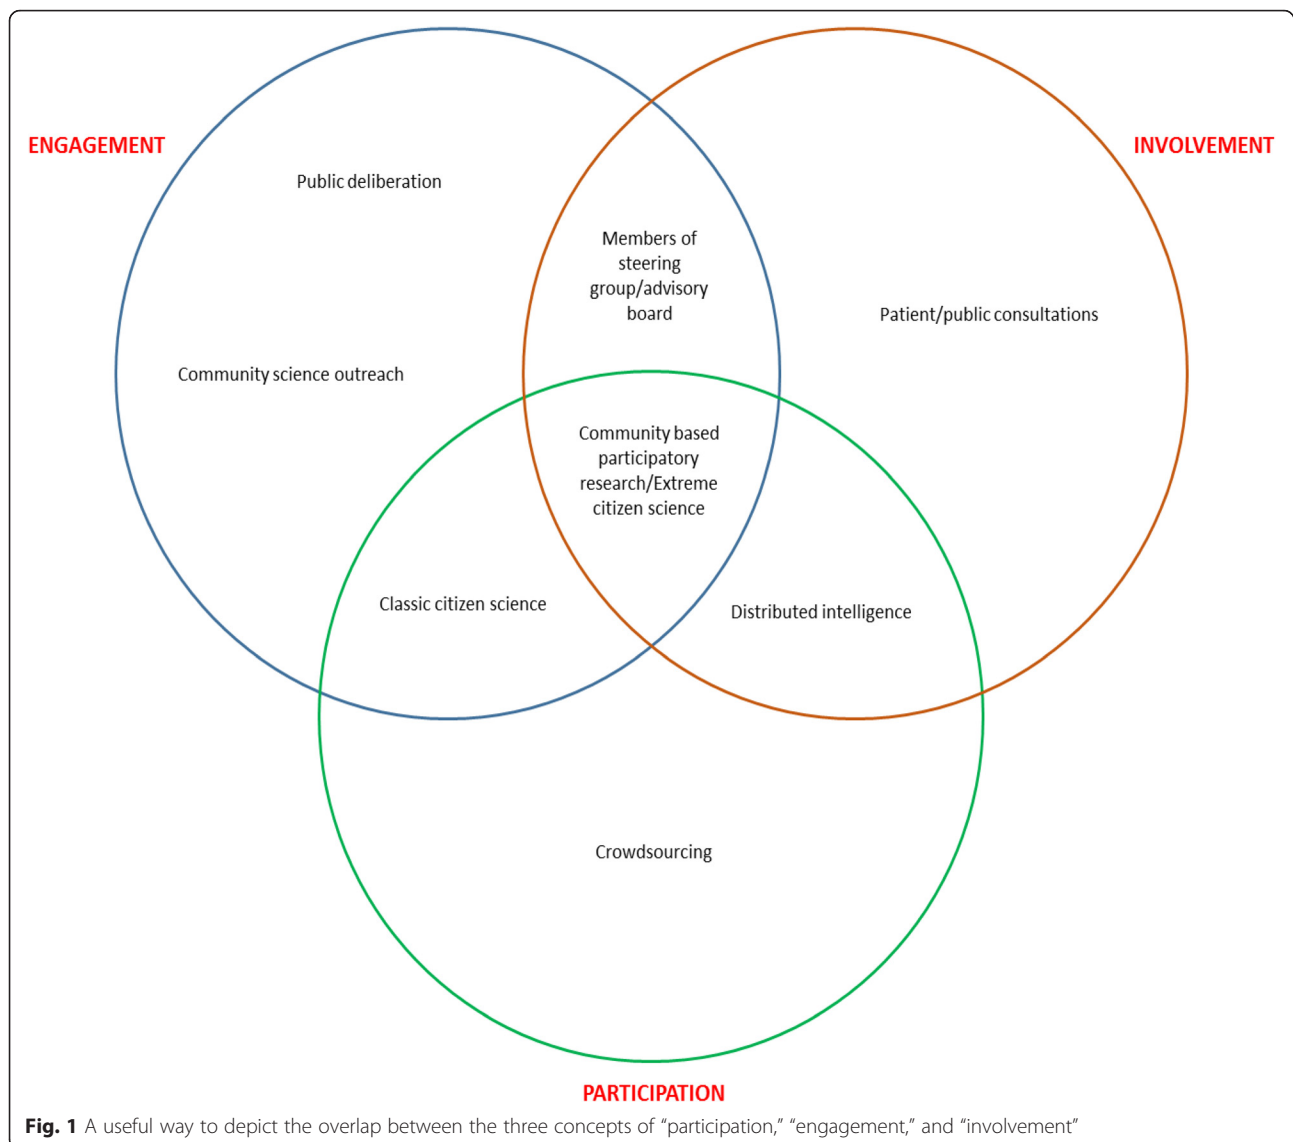 ENGAGEMENT
INVOLVEMENT
Public deliberation
Members of
steering
group/advisory
board
Patient/public consultations
Community science outreach
Community based
participatory
research/Extreme
citizen science
Classic citizen science
Distributed intelligence
Crowdsourcing
PARTICIPATION
Fig. 1 A useful way to depict the overlap between the three concepts of “participation,” “engagement,” and “involvement”